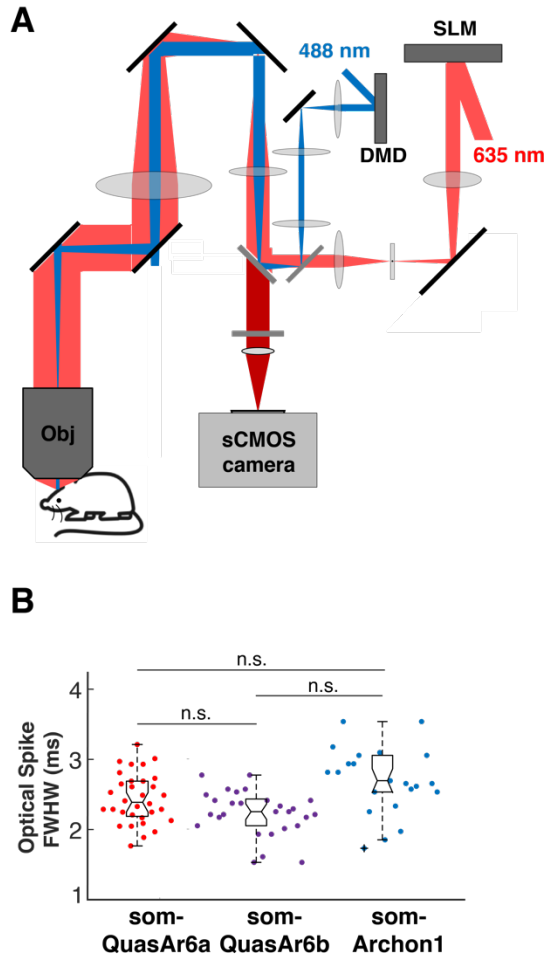 A
488 nm
SLM
DMD
635 nm
Obj
sCMOS
camera
B
n.s.
n.s.
n.s.
Optical Spike
FWHW (ms)
4
3
2
1
som-
QuasAr6a
som-
QuasAr6b
som-
Archon1